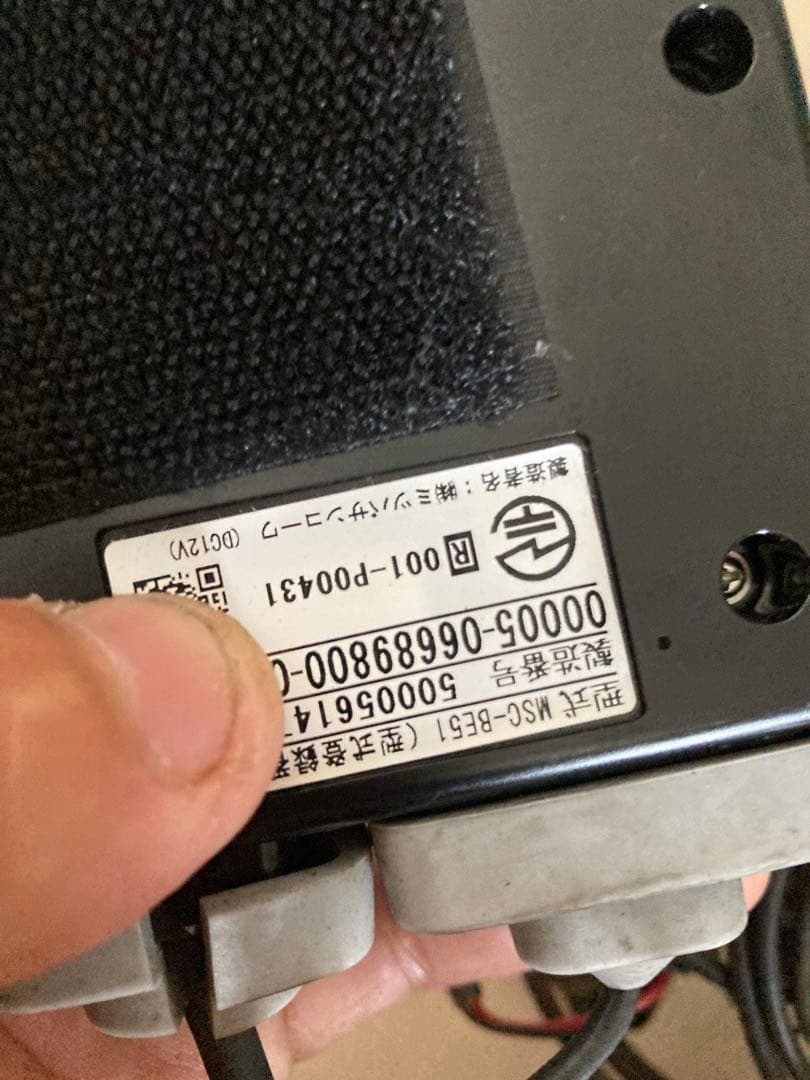 型式 MSC-BE51 (型式登録
製造番号 50005614
00005-06689800-0
R 001-P00431
製造者名：㈱ミツバサンコーワ (DC12V)